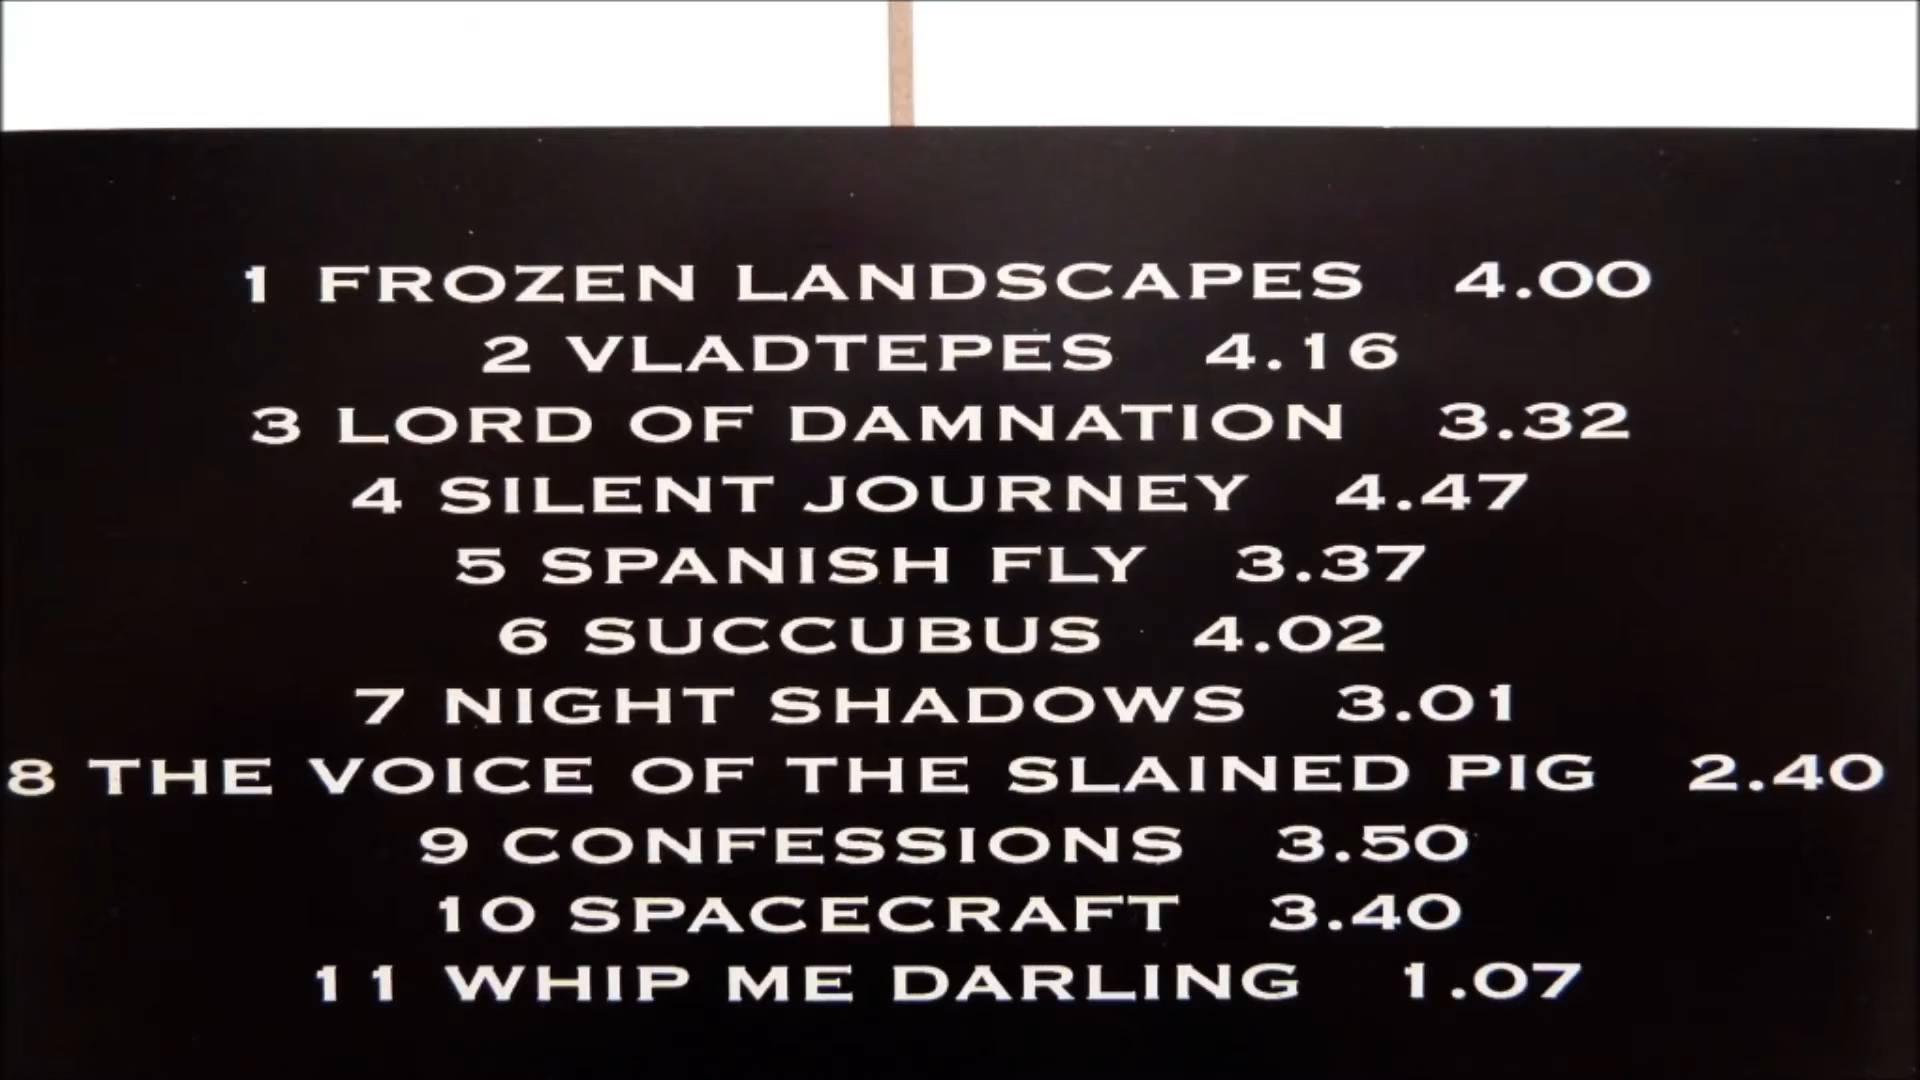 1 FROZEN LANDSCAPES 4.00
2 VLADTEPES 4.16
3 LORD OF DAMNATION 3.32
4 SILENT JOURNEY 4.47
5 SPANISH FLY 3.37
6 SUCCUBUS 4.02
7 NIGHT SHADOWS 3.01
8 THE VOICE OF THE SLAINED PIG 2.40
9 CONFESSIONS 3.50
10 SPACECRAFT 3.40
11 WHIP ME DARLING 1.07